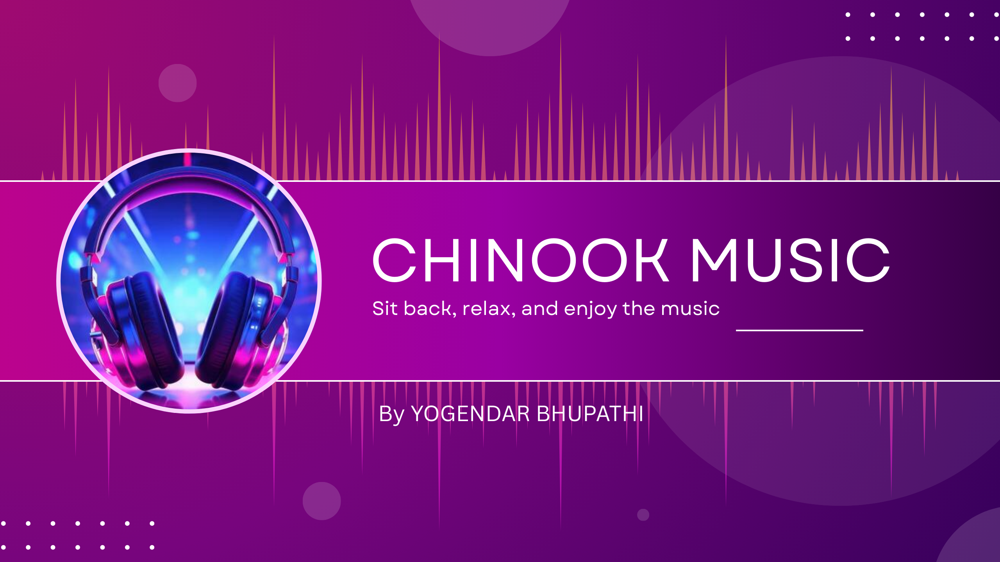 CHINOOK MUSIC
Sit back, relax, and enjoy the music
By YOGENDAR BHUPATHI